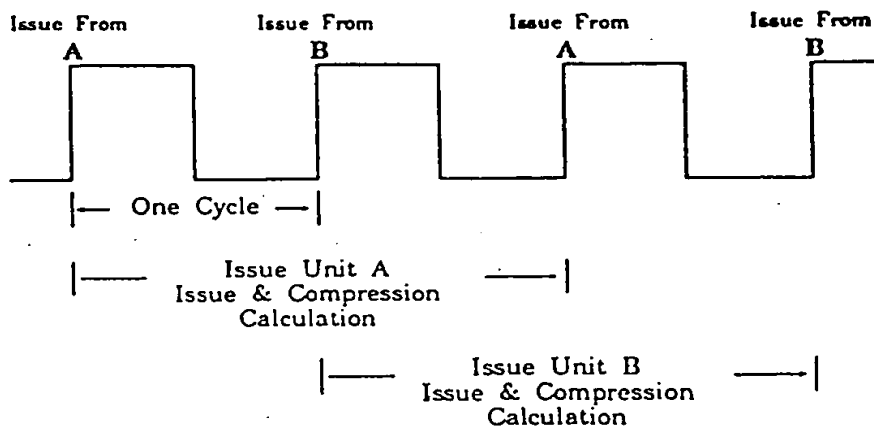 Issue From Issue From Issue From Issue From
A B A B
One Cycle
Issue Unit A
Issue & Compression
Calculation
Issue Unit B
Issue & Compression
Calculation